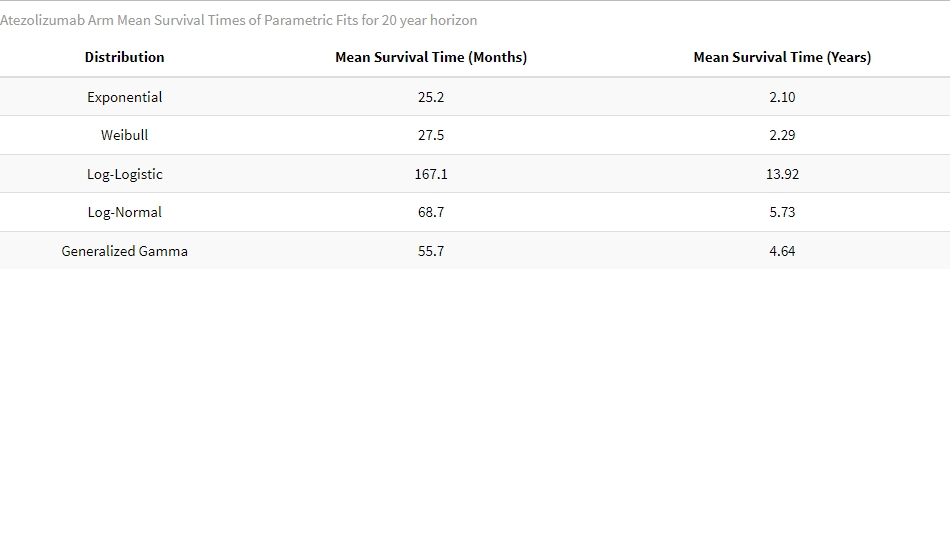 Atezolizumab Arm Mean Survival Times of Parametric Fits for 20 year horizon
Distribution Mean Survival Time (Months) Mean Survival Time (Years)
Exponential 25.2 2.10
Weibull 27.5 2.29
Log-Logistic 167.1 13.92
Log-Normal 68.7 5.73
Generalized Gamma 55.7 4.64